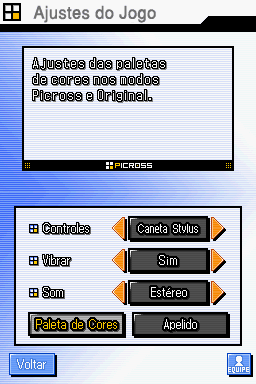 Ajustes do Jogo
Ajustes das paletas
de cores nos modos
Picross e Original.
PICROSS
Controles
Caneta Stylus
Vibrar
Sim
Som
Estéreo
Paleta de Cores
Apelido
Voltar
EQUIPE